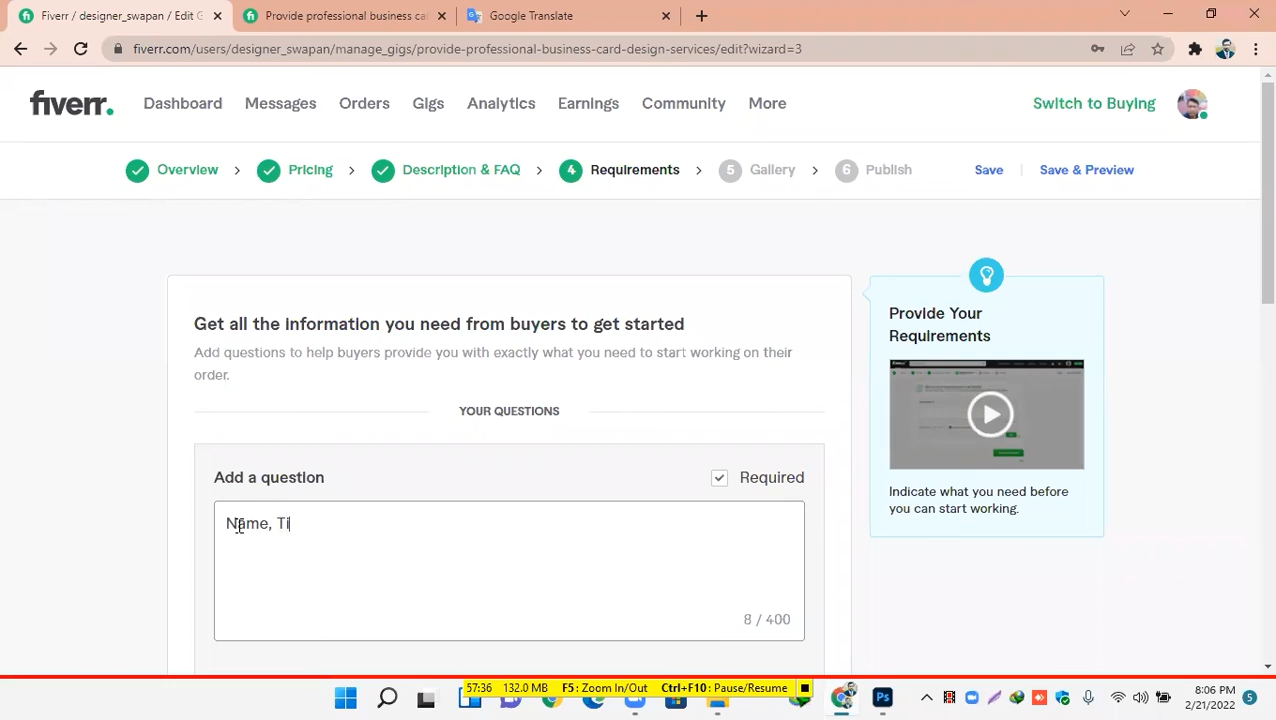 Fiverr / designer_swapan / Edit G
Provide professional business ca
Google Translate
fiverr.com/users/designer_swapan/manage_gigs/provide-professional-business-card-design-services/edit?wizard=3
fiverr.
Dashboard
Messages
Orders
Gigs
Analytics
Earnings
Community
More
Switch to Buying
Overview
Pricing
Description & FAQ
4 Requirements
5 Gallery
6 Publish
Save
Save & Preview
Get all the information you need from buyers to get started
Add questions to help buyers provide you with exactly what you need to start working on their
order.
YOUR QUESTIONS
Add a question
Required
Name, Ti
8 / 400
Provide Your
Requirements
Indicate what you need before
you can start working.
57:36 132.0 MB F5: Zoom In/Out Ctrl+F10: Pause/Resume
Ps
8:06 PM
2/21/2022
5